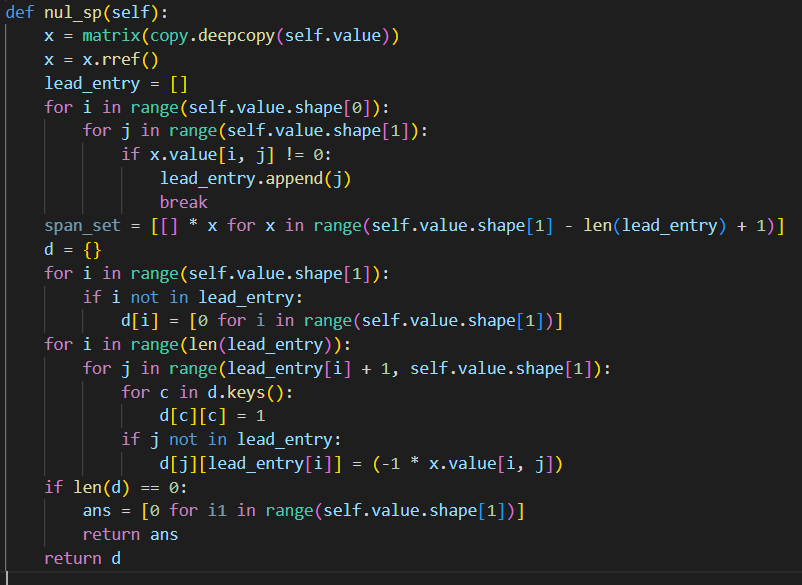 def nul_sp(self):
    x = matrix(copy.deepcopy(self.value))
    x = x.rref()
    lead_entry = []
    for i in range(self.value.shape[0]):
        for j in range(self.value.shape[1]):
            if x.value[i, j] != 0:
                lead_entry.append(j)
                break
    span_set = [[] * x for x in range(self.value.shape[1] - len(lead_entry) + 1)]
    d = {}
    for i in range(self.value.shape[1]):
        if i not in lead_entry:
            d[i] = [0 for i in range(self.value.shape[1])]
    for i in range(len(lead_entry)):
        for j in range(lead_entry[i] + 1, self.value.shape[1]):
            for c in d.keys():
                d[c][c] = 1
            if j not in lead_entry:
                d[j][lead_entry[i]] = (-1 * x.value[i, j])
    if len(d) == 0:
        ans = [0 for i1 in range(self.value.shape[1])]
        return ans
    return d